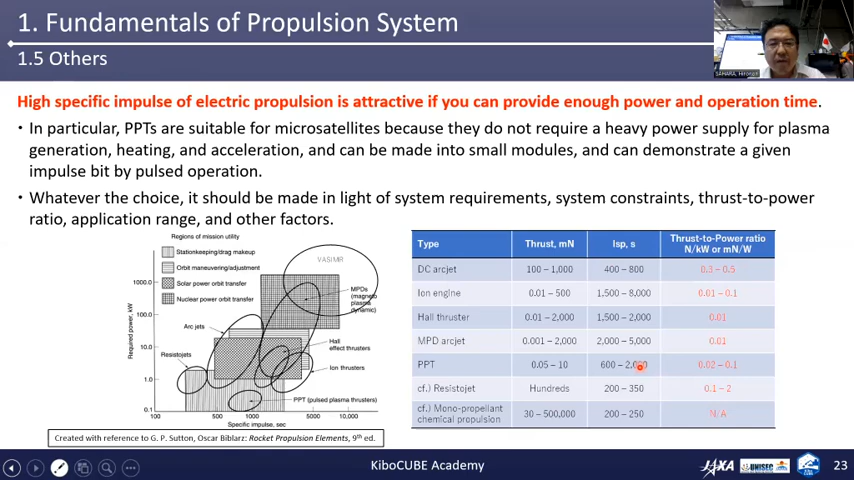 1. Fundamentals of Propulsion System
1.5 Others
SAHARA, Hironori
High specific impulse of electric propulsion is attractive if you can provide enough power and operation time.
• In particular, PPTs are suitable for microsatellites because they do not require a heavy power supply for plasma
generation, heating, and acceleration, and can be made into small modules, and can demonstrate a given
impulse bit by pulsed operation.
• Whatever the choice, it should be made in light of system requirements, system constraints, thrust-to-power
ratio, application range, and other factors.
Regions of mission utility
Stationkeeping/drag makeup
Orbit maneuvering/adjustment
Solar power orbit transfer
Nuclear power orbit transfer
VASIMR
MPDs
(magneto
plasma
dynamic)
Arc jets
Hall
effect thrusters
Resistojets
Ion thrusters
PPT (pulsed plasma thrusters)
Required power, kW
1000.0
100.0
10.0
1.0
0.1
100 500 1000 5000 10,000
Specific impulse, sec
Created with reference to G. P. Sutton, Oscar Biblarz: Rocket Propulsion Elements, 9th ed.
Type Thrust, mN Isp, s Thrust-to-Power ratio
N/kW or mN/W
DC arcjet 100 – 1,000 400 – 800 0.3 – 0.5
Ion engine 0.01 – 500 1,500 – 8,000 0.01 – 0.1
Hall thruster 0.01 – 2,000 1,500 – 2,000 0.01
MPD arcjet 0.001 – 2,000 2,000 – 5,000 0.01
PPT 0.05 – 10 600 – 2,000 0.02 – 0.1
cf.) Resistojet Hundreds 200 – 350 0.1 – 2
cf.) Mono-propellant
chemical propulsion 30 – 500,000 200 – 250 N/A
KiboCUBE Academy
JAXA
UNISEC
23